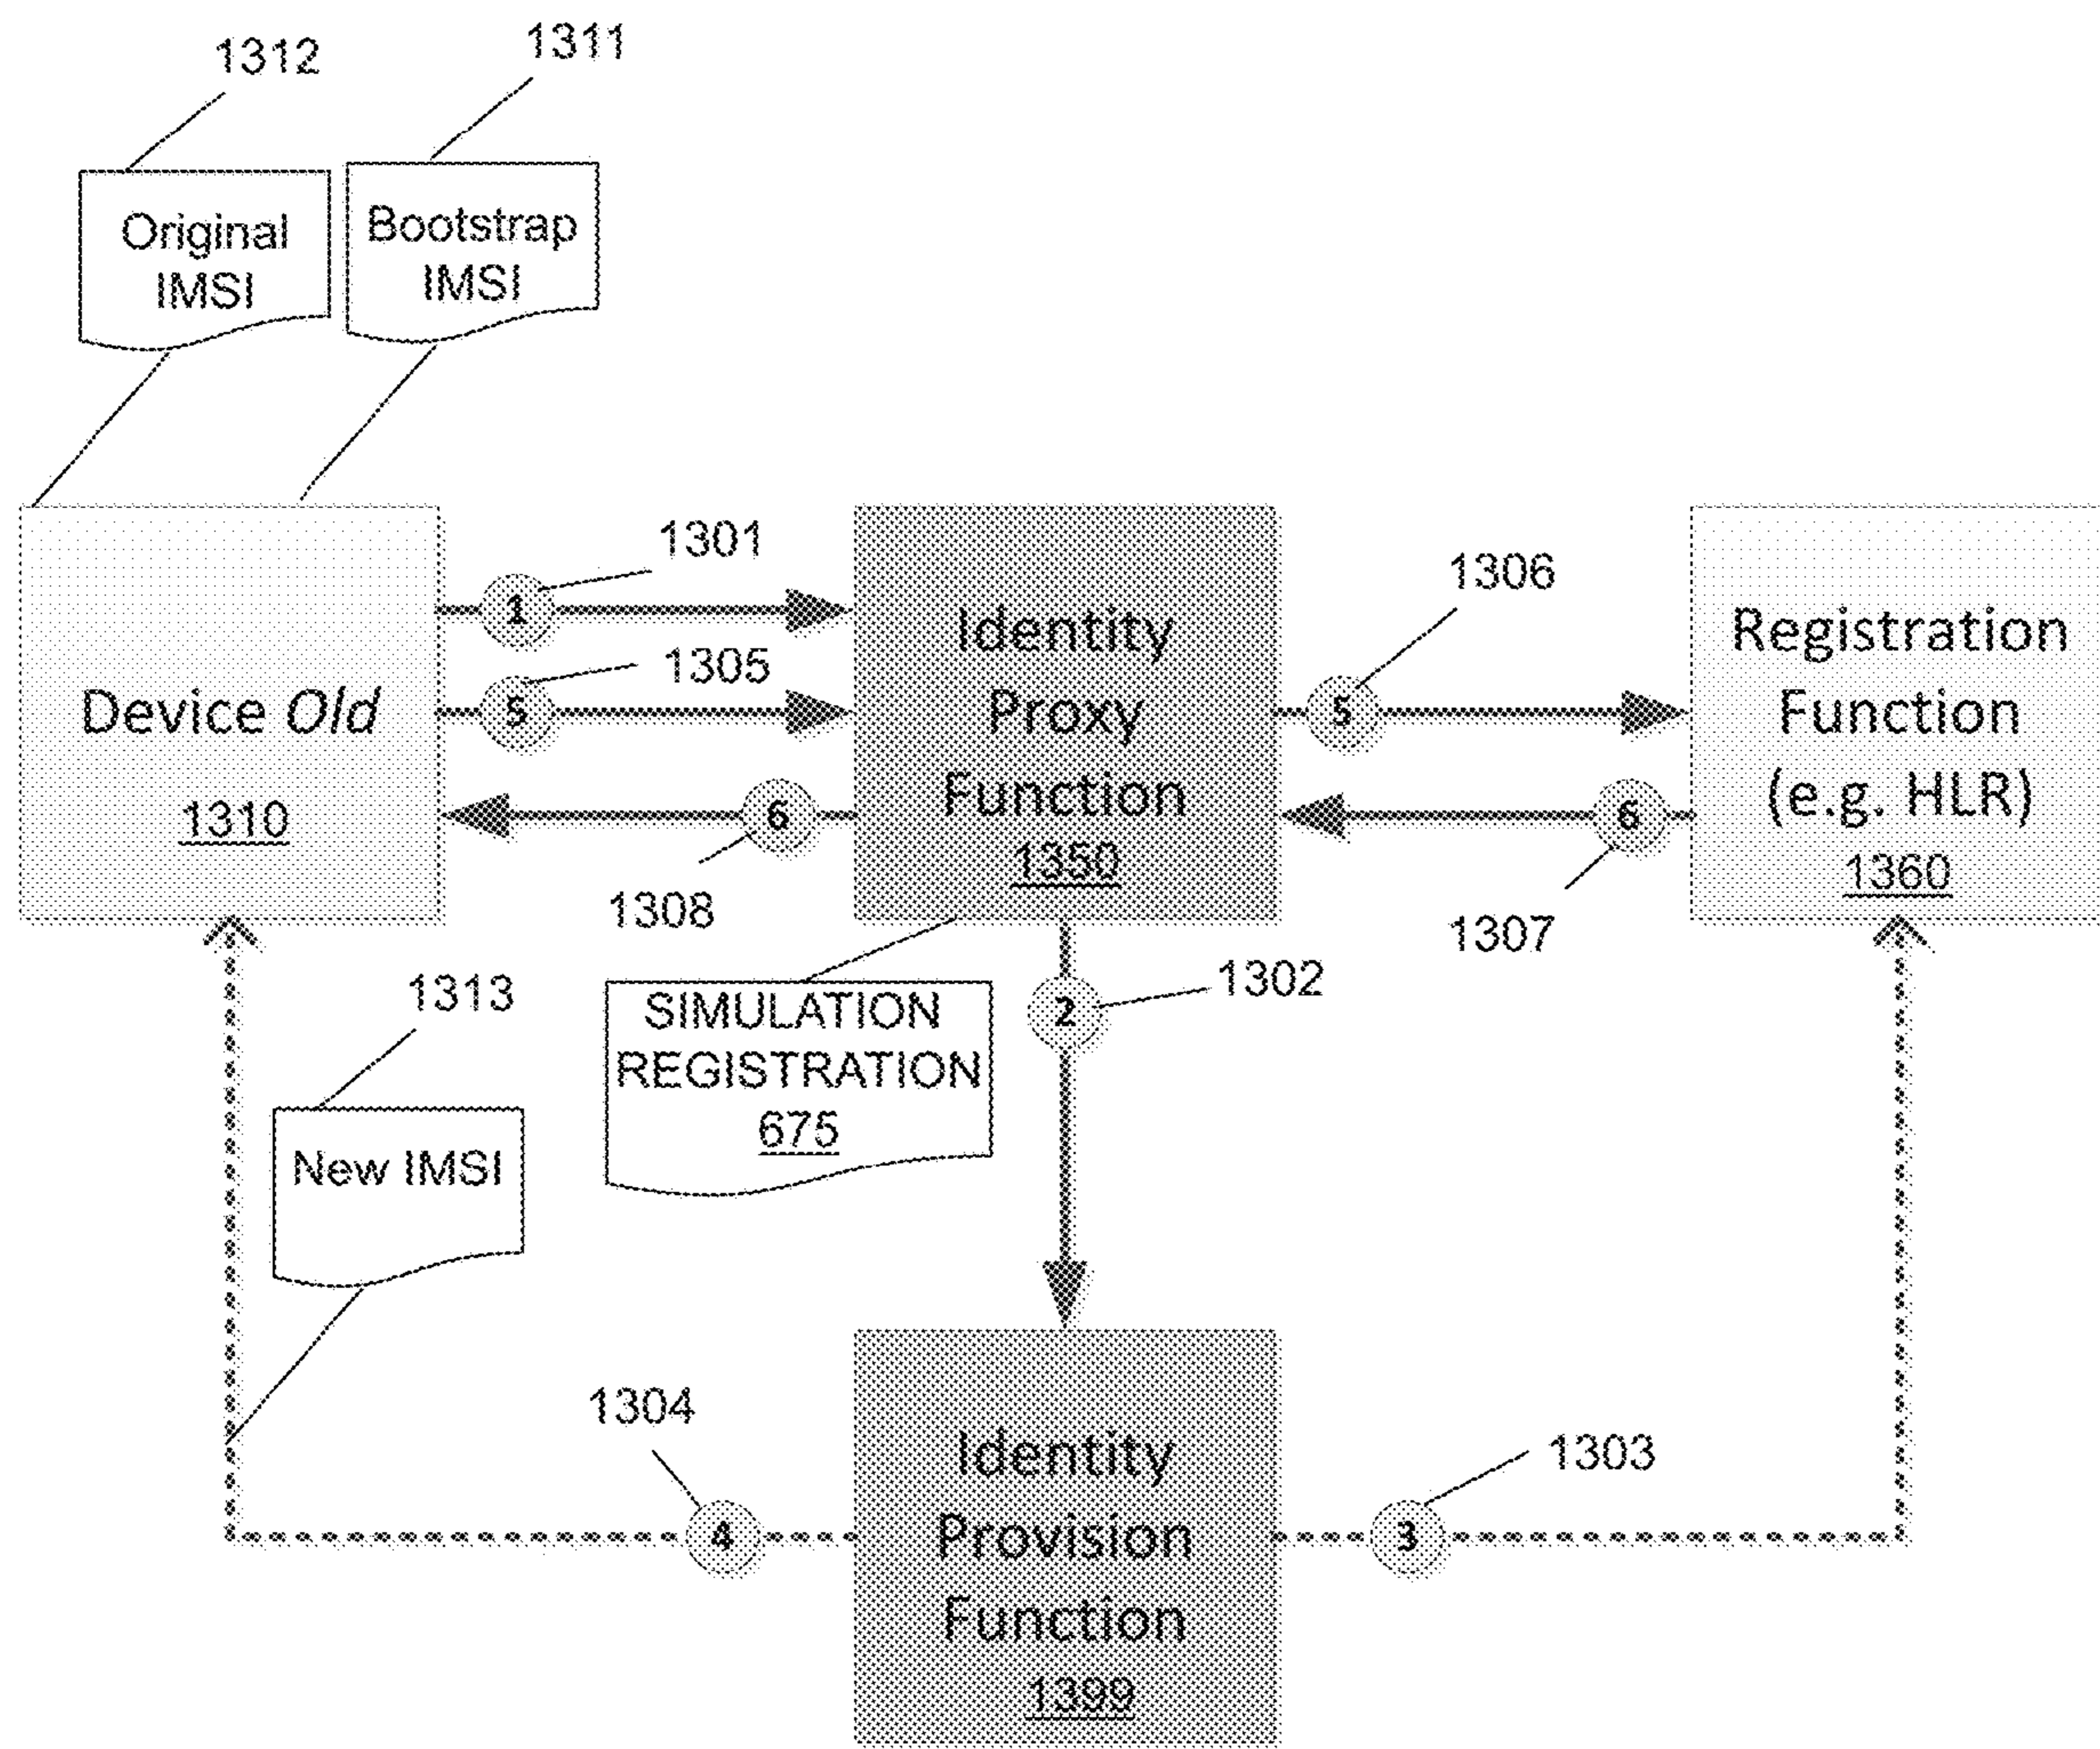 1312
1311
Original
IMSI
Bootstrap
IMSI
1301
1305
1306
1
5
5
6
6
Device Old
1310
Identity
Proxy
Function
1350
Registration
Function
(e.g. HLR)
1360
1308
1307
1313
1302
2
SIMULATION
REGISTRATION
675
New IMSI
1304
1303
4
3
Identity
Provision
Function
1399